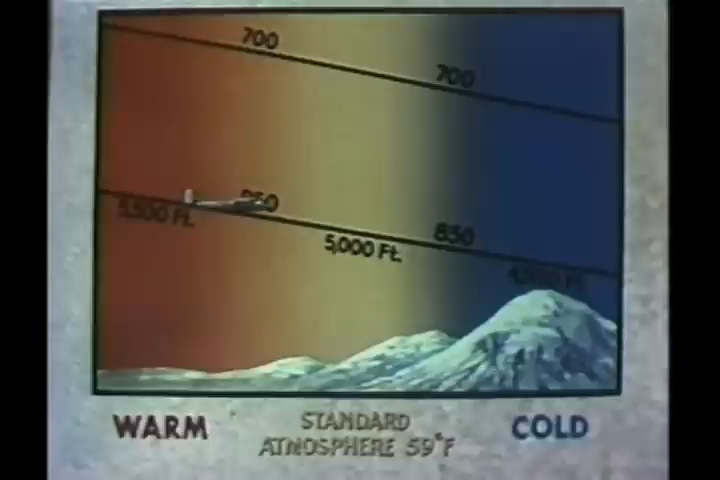 700
700
850
5,500 Ft.
850
5,000 Ft.
WARM
STANDARD
ATMOSPHERE 59°F
COLD